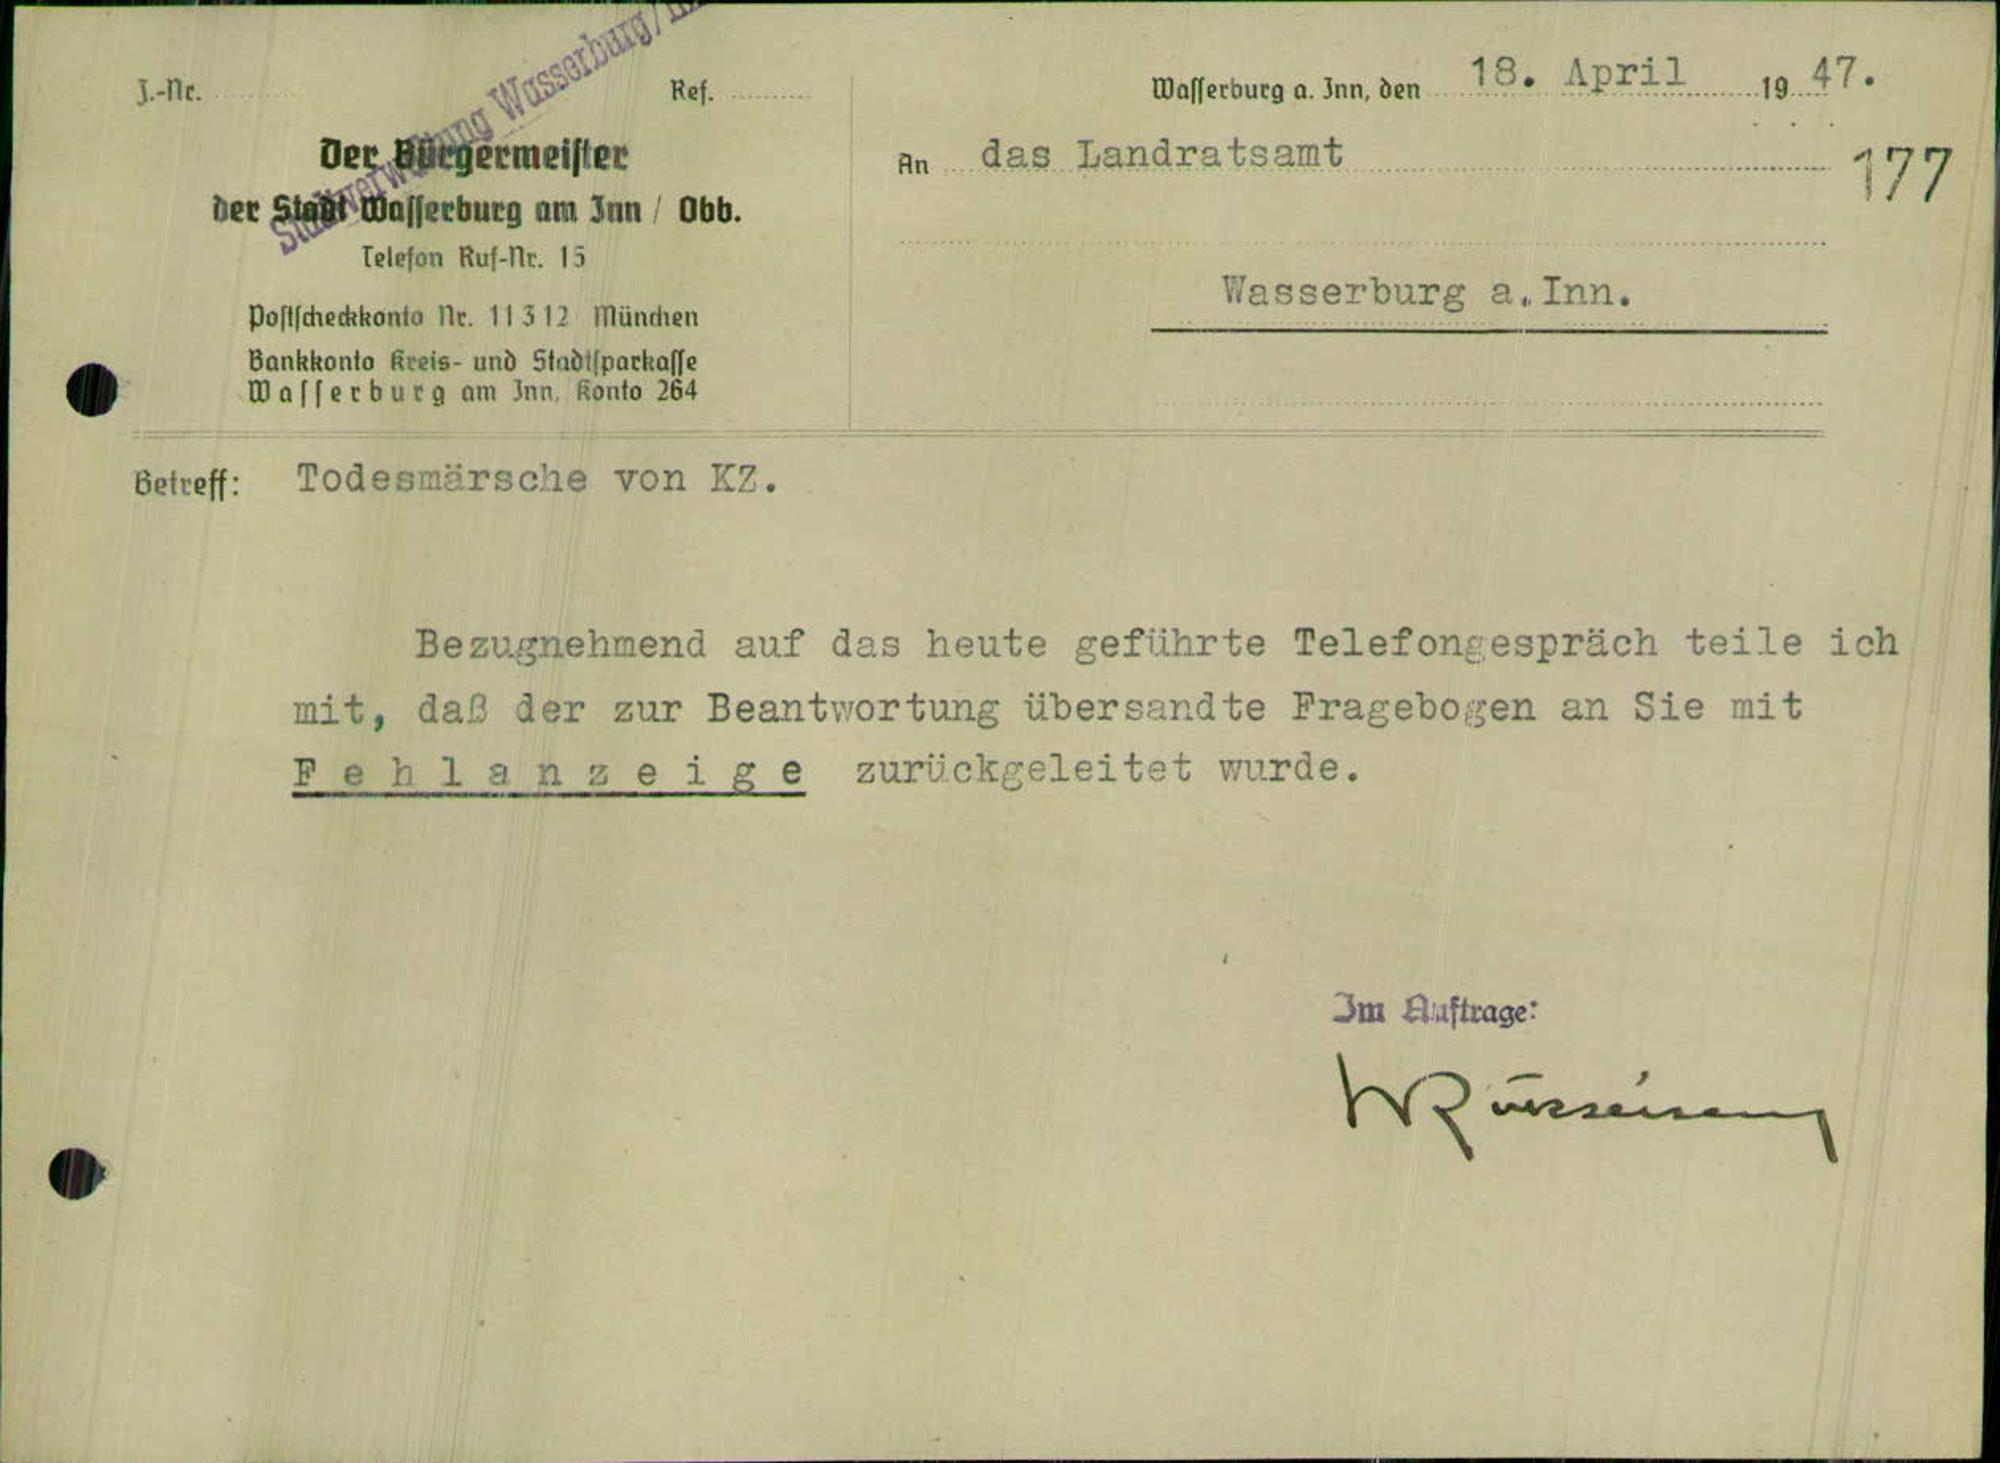 J.-Nr.
Ref.
Stadtverwaltung Wasserburg/
Der Bürgermeister
der Stadt Wasserburg am Inn / Obb.
Telefon Ruf-Nr. 15
Postscheckkonto Nr. 11312 München
Bankkonto Kreis- und Stadtsparkasse
Wasserburg am Inn, Konto 264
Wasserburg a. Inn, den 18. April 1947.
An das Landratsamt
177
Wasserburg a. Inn.
Betreff: Todesmärsche von KZ.
Bezugnehmend auf das heute geführte Telefongespräch teile ich
mit, daß der zur Beantwortung übersandte Fragebogen an Sie mit
F e h l a n z e i g e zurückgeleitet wurde.
Im Auftrage: